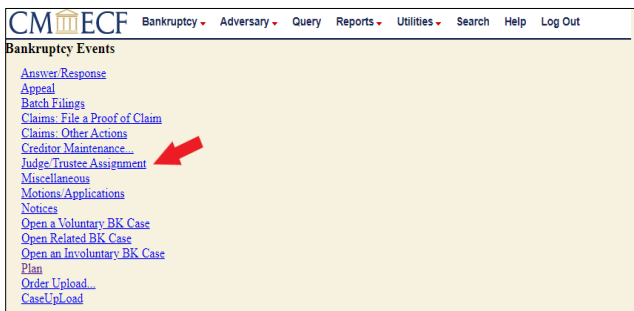 CM ECF Bankruptcy Adversary Query Reports Utilities Search Help Log Out
Bankruptcy Events
Answer/Response
Appeal
Batch Filings
Claims: File a Proof of Claim
Claims: Other Actions
Creditor Maintenance...
Judge/Trustee Assignment
Miscellaneous
Motions/Applications
Notices
Open a Voluntary BK Case
Open Related BK Case
Open an Involuntary BK Case
Plan
Order Upload...
CaseUpLoad